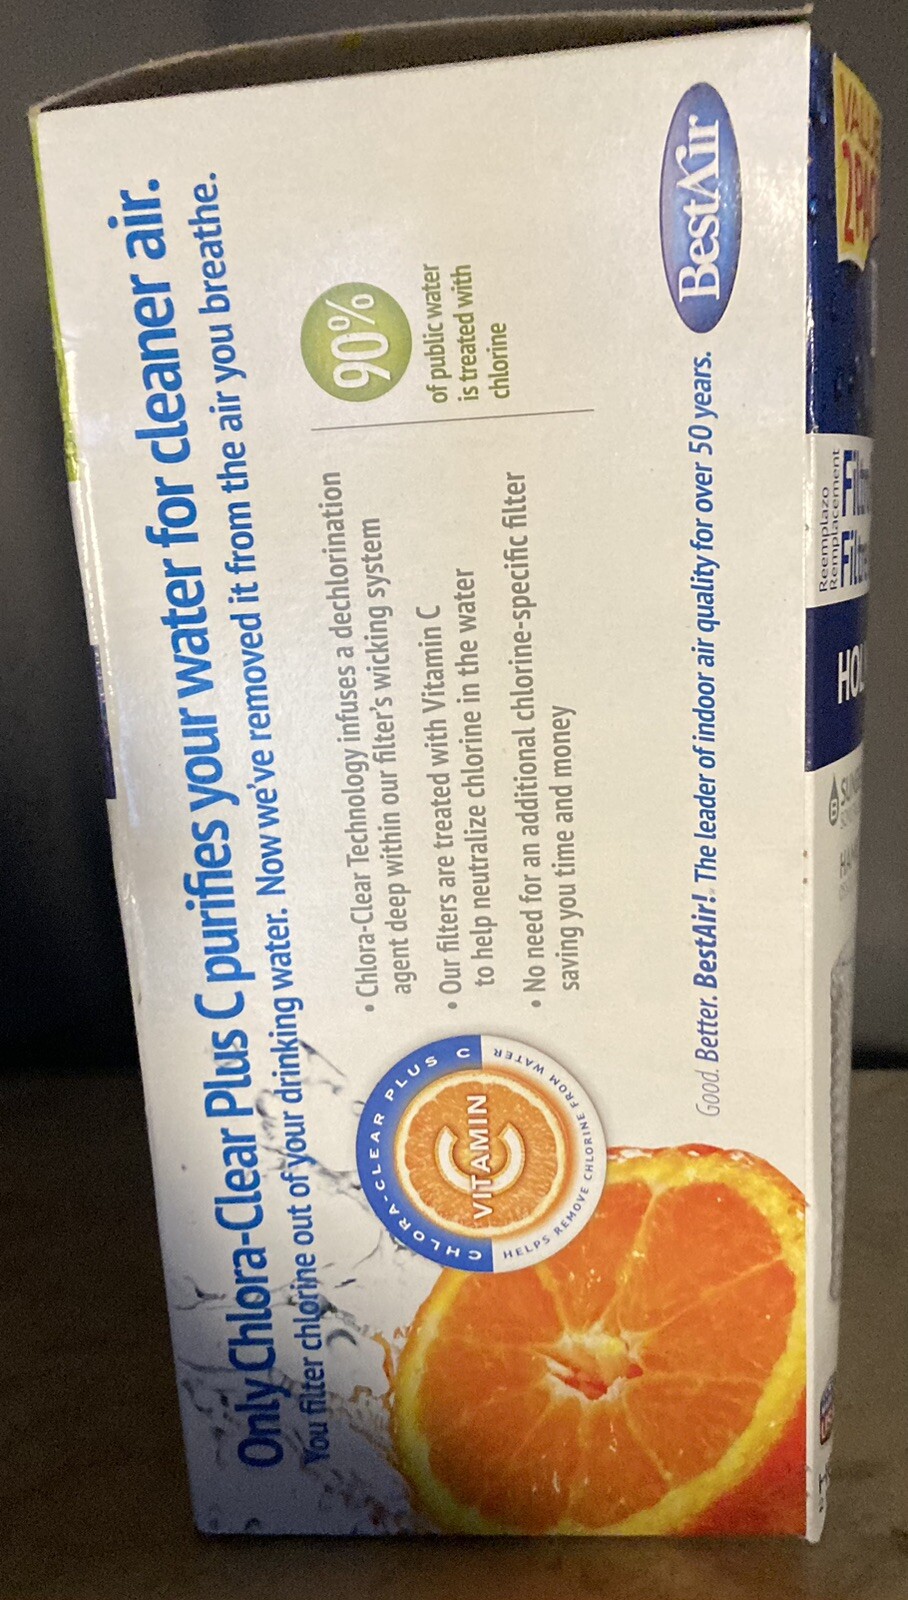 Only Chlora-Clear Plus C purifies your water for cleaner air.
You filter chlorine out of your drinking water. Now we've removed it from the air you breathe.
• Chlora-Clear Technology infuses a dechlorination
agent deep within our filter's wicking system
• Our filters are treated with Vitamin C
to help neutralize chlorine in the water
• No need for an additional chlorine-specific filter
saving you time and money
90%
of public water
is treated with
chlorine
CHLORA-CLEAR PLUS C
VITAMIN
C
HELPS REMOVE CHLORINE FROM WATER
Good. Better. BestAir! The leader of indoor air quality for over 50 years.
BestAir
Reemplazo
Remplacement